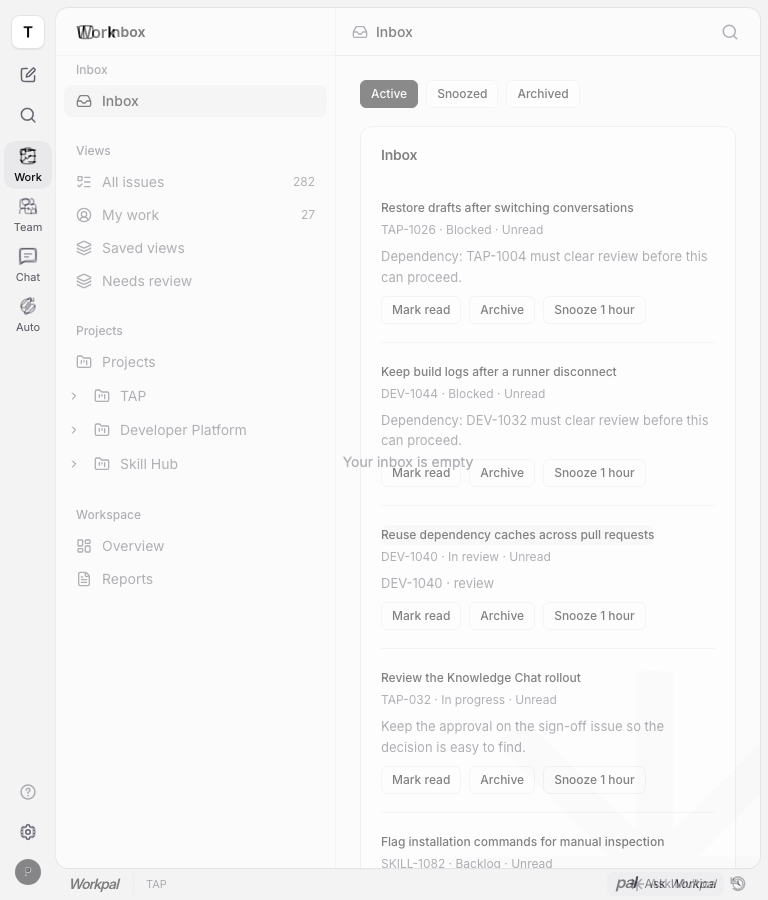 T
Work
Inbox
Inbox
Inbox
Inbox
Active
Snoozed
Archived
Views
All issues 282
My work 27
Saved views
Needs review
Projects
Projects
TAP
Developer Platform
Skill Hub
Workspace
Overview
Reports
Work
Team
Chat
Auto
P
Inbox
Restore drafts after switching conversations
TAP-1026 · Blocked · Unread
Dependency: TAP-1004 must clear review before this
can proceed.
Mark read
Archive
Snooze 1 hour
Keep build logs after a runner disconnect
DEV-1044 · Blocked · Unread
Dependency: DEV-1032 must clear review before this
can proceed.
Your inbox is empty
Mark read
Archive
Snooze 1 hour
Reuse dependency caches across pull requests
DEV-1040 · In review · Unread
DEV-1040 · review
Mark read
Archive
Snooze 1 hour
Review the Knowledge Chat rollout
TAP-032 · In progress · Unread
Keep the approval on the sign-off issue so the
decision is easy to find.
Mark read
Archive
Snooze 1 hour
Flag installation commands for manual inspection
SKILL-1082 · Backlog · Unread
Workpal
TAP
Workpal